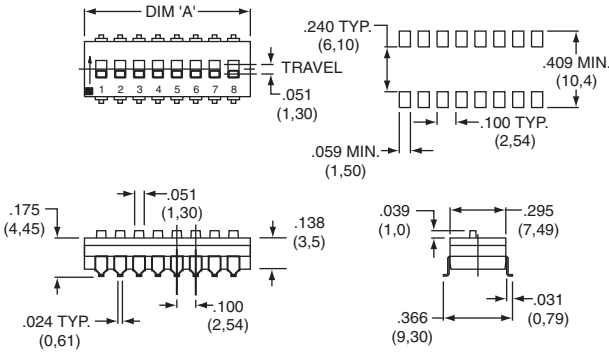 DIM 'A'
TRAVEL
.051
(1,30)
1 2 3 4 5 6 7 8
.240 TYP.
(6,10)
.409 MIN.
(10,4)
.100 TYP.
(2,54)
.059 MIN.
(1,50)
.175
(4,45)
.051
(1,30)
.138
(3,5)
.024 TYP.
(0,61)
.100
(2,54)
.039
(1,0)
.295
(7,49)
.031
(0,79)
.366
(9,30)